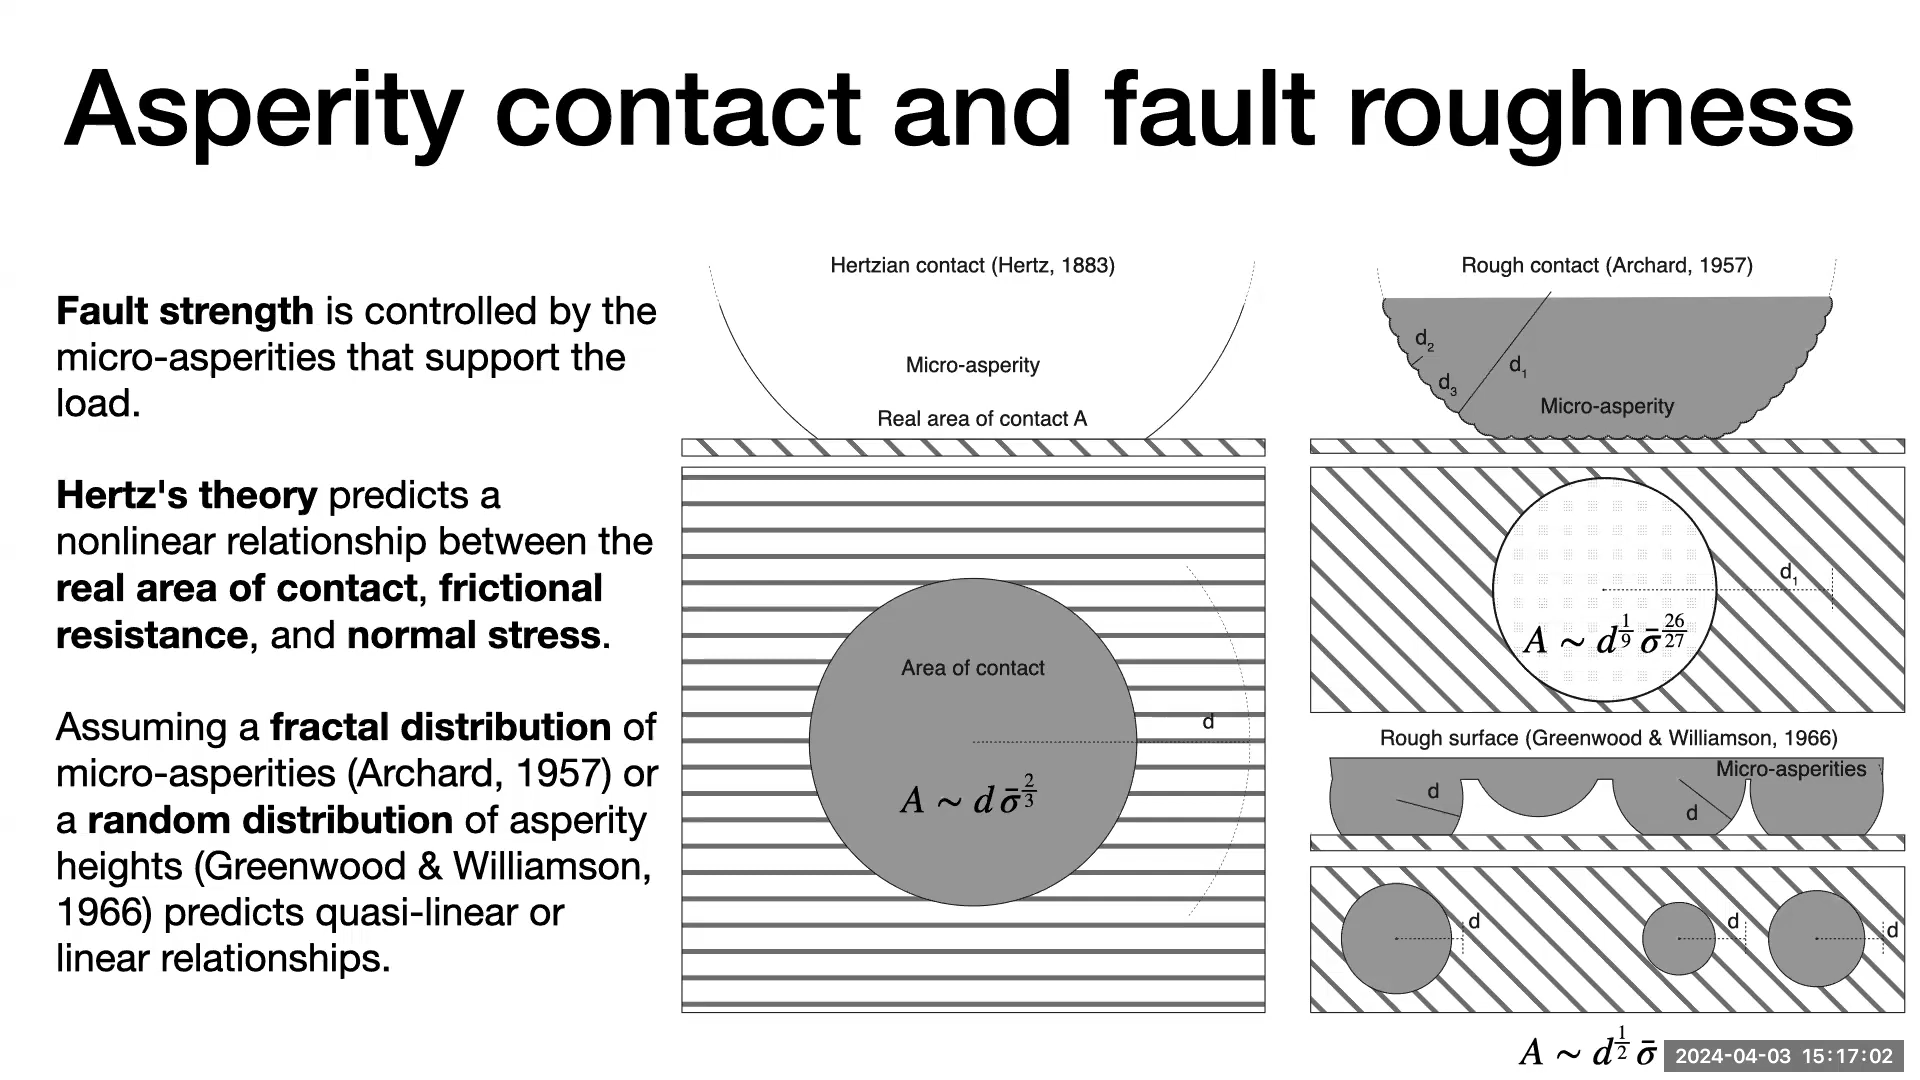 Asperity contact and fault roughness
Fault strength is controlled by the
micro-asperities that support the
load.
Hertz's theory predicts a
nonlinear relationship between the
real area of contact, frictional
resistance, and normal stress.
Assuming a fractal distribution of
micro-asperities (Archard, 1957) or
a random distribution of asperity
heights (Greenwood & Williamson,
1966) predicts quasi-linear or
linear relationships.
Hertzian contact (Hertz, 1883)
Micro-asperity
Real area of contact A
Area of contact
d
A ∼ d σ̄^{2/3}
Rough contact (Archard, 1957)
d₂
d₁
d₃
Micro-asperity
d₁
A ∼ d^{1/9} σ̄^{26/27}
Rough surface (Greenwood & Williamson, 1966)
Micro-asperities
d
d
d
d
d
A ∼ d^{1/2} σ̄
2024-04-03 15:17:02